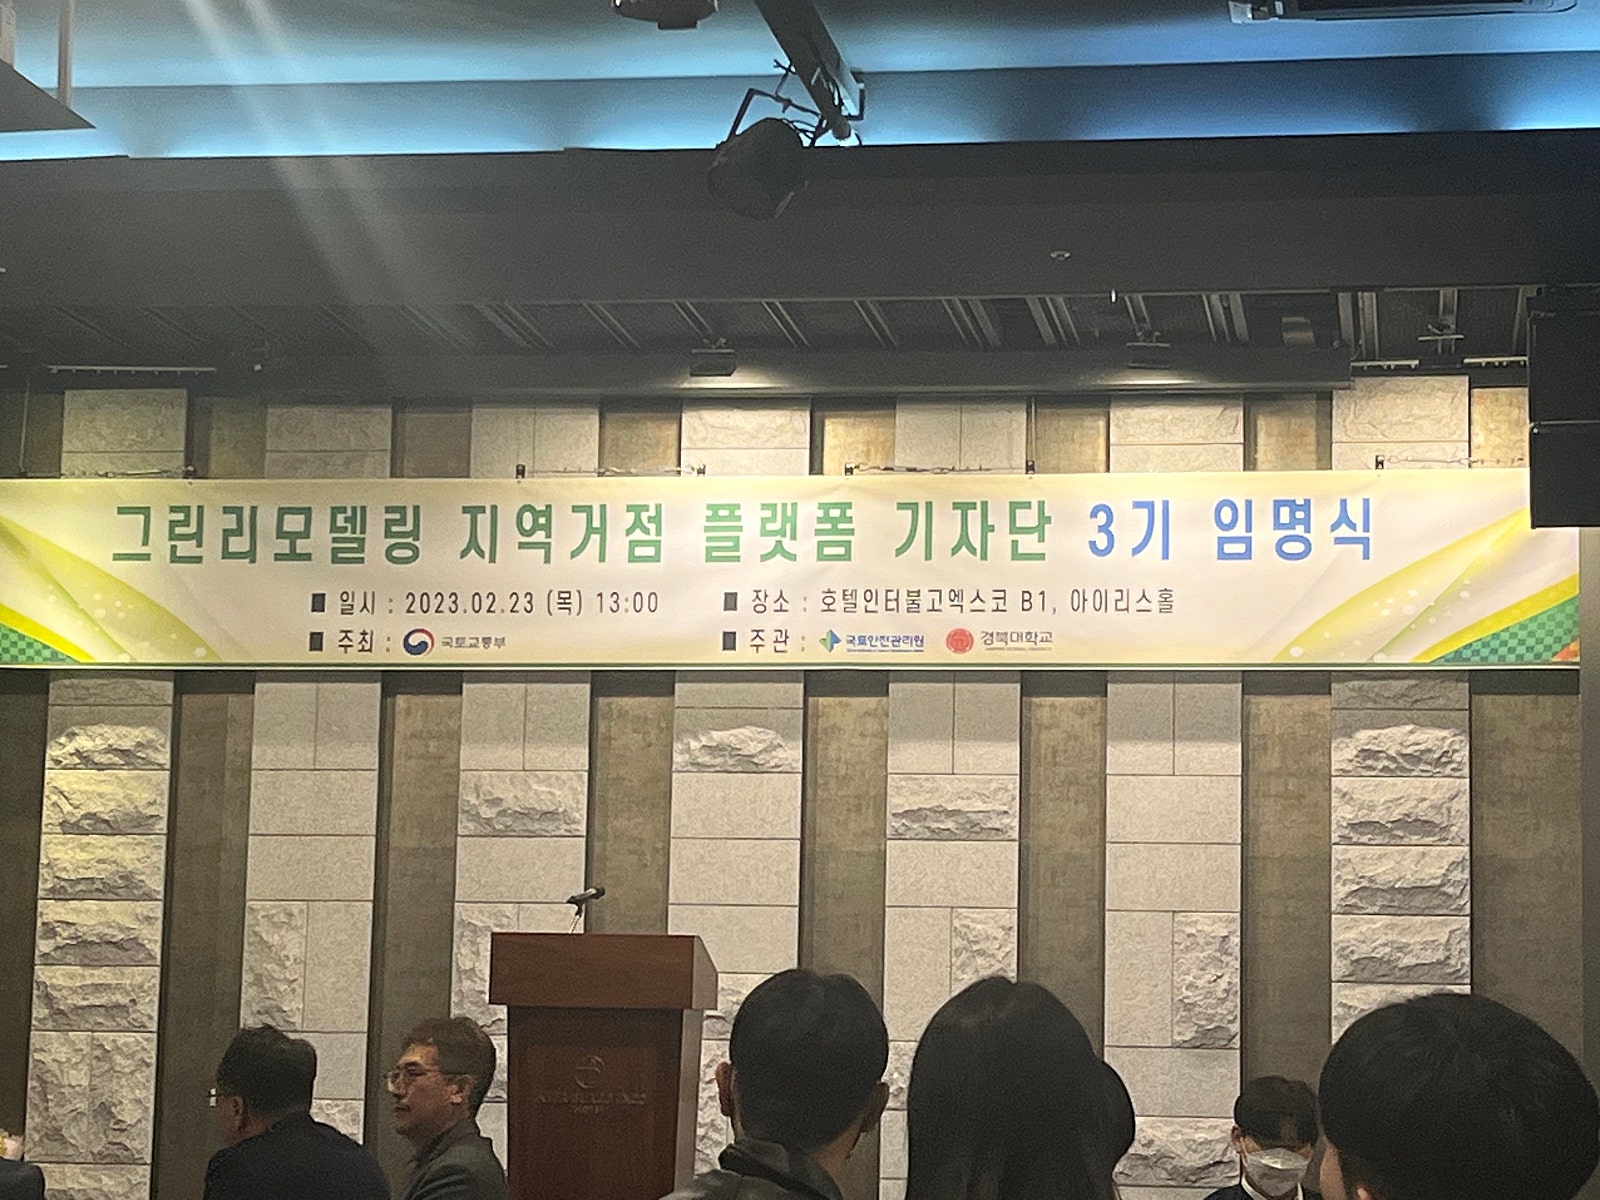 그린리모델링 지역거점 플랫폼 기자단 3기 임명식
■ 일시 : 2023.02.23 (목) 13:00 ■ 장소 : 호텔인터불고엑스코 B1, 아이리스홀
■ 주최 : 국토교통부 ■ 주관 : 국토안전관리원 경북대학교